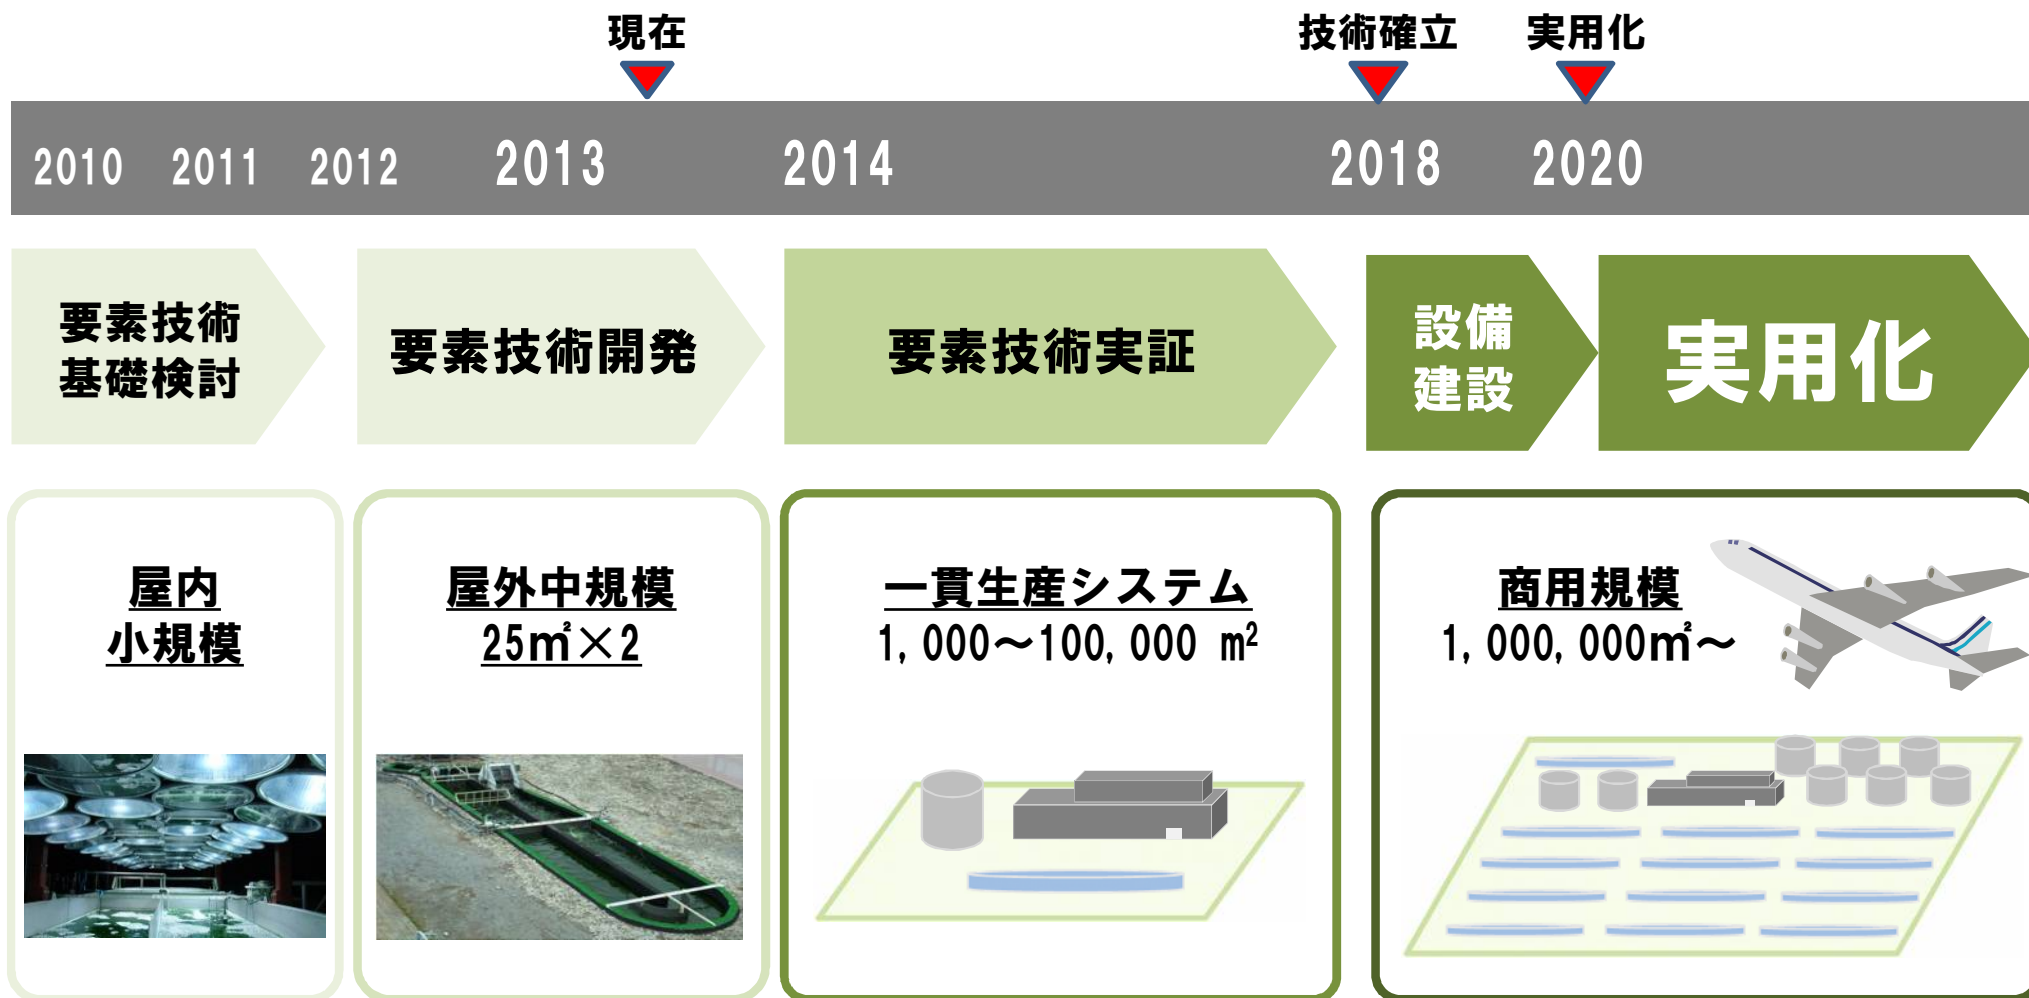 現在
技術確立
実用化
2010
2011
2012
2013
2014
2018
2020
要素技術
基礎検討
要素技術開発
要素技術実証
設備
建設
実用化
屋内
小規模
屋外中規模
25㎡×2
一貫生産システム
1,000～100,000 m²
商用規模
1,000,000㎡～